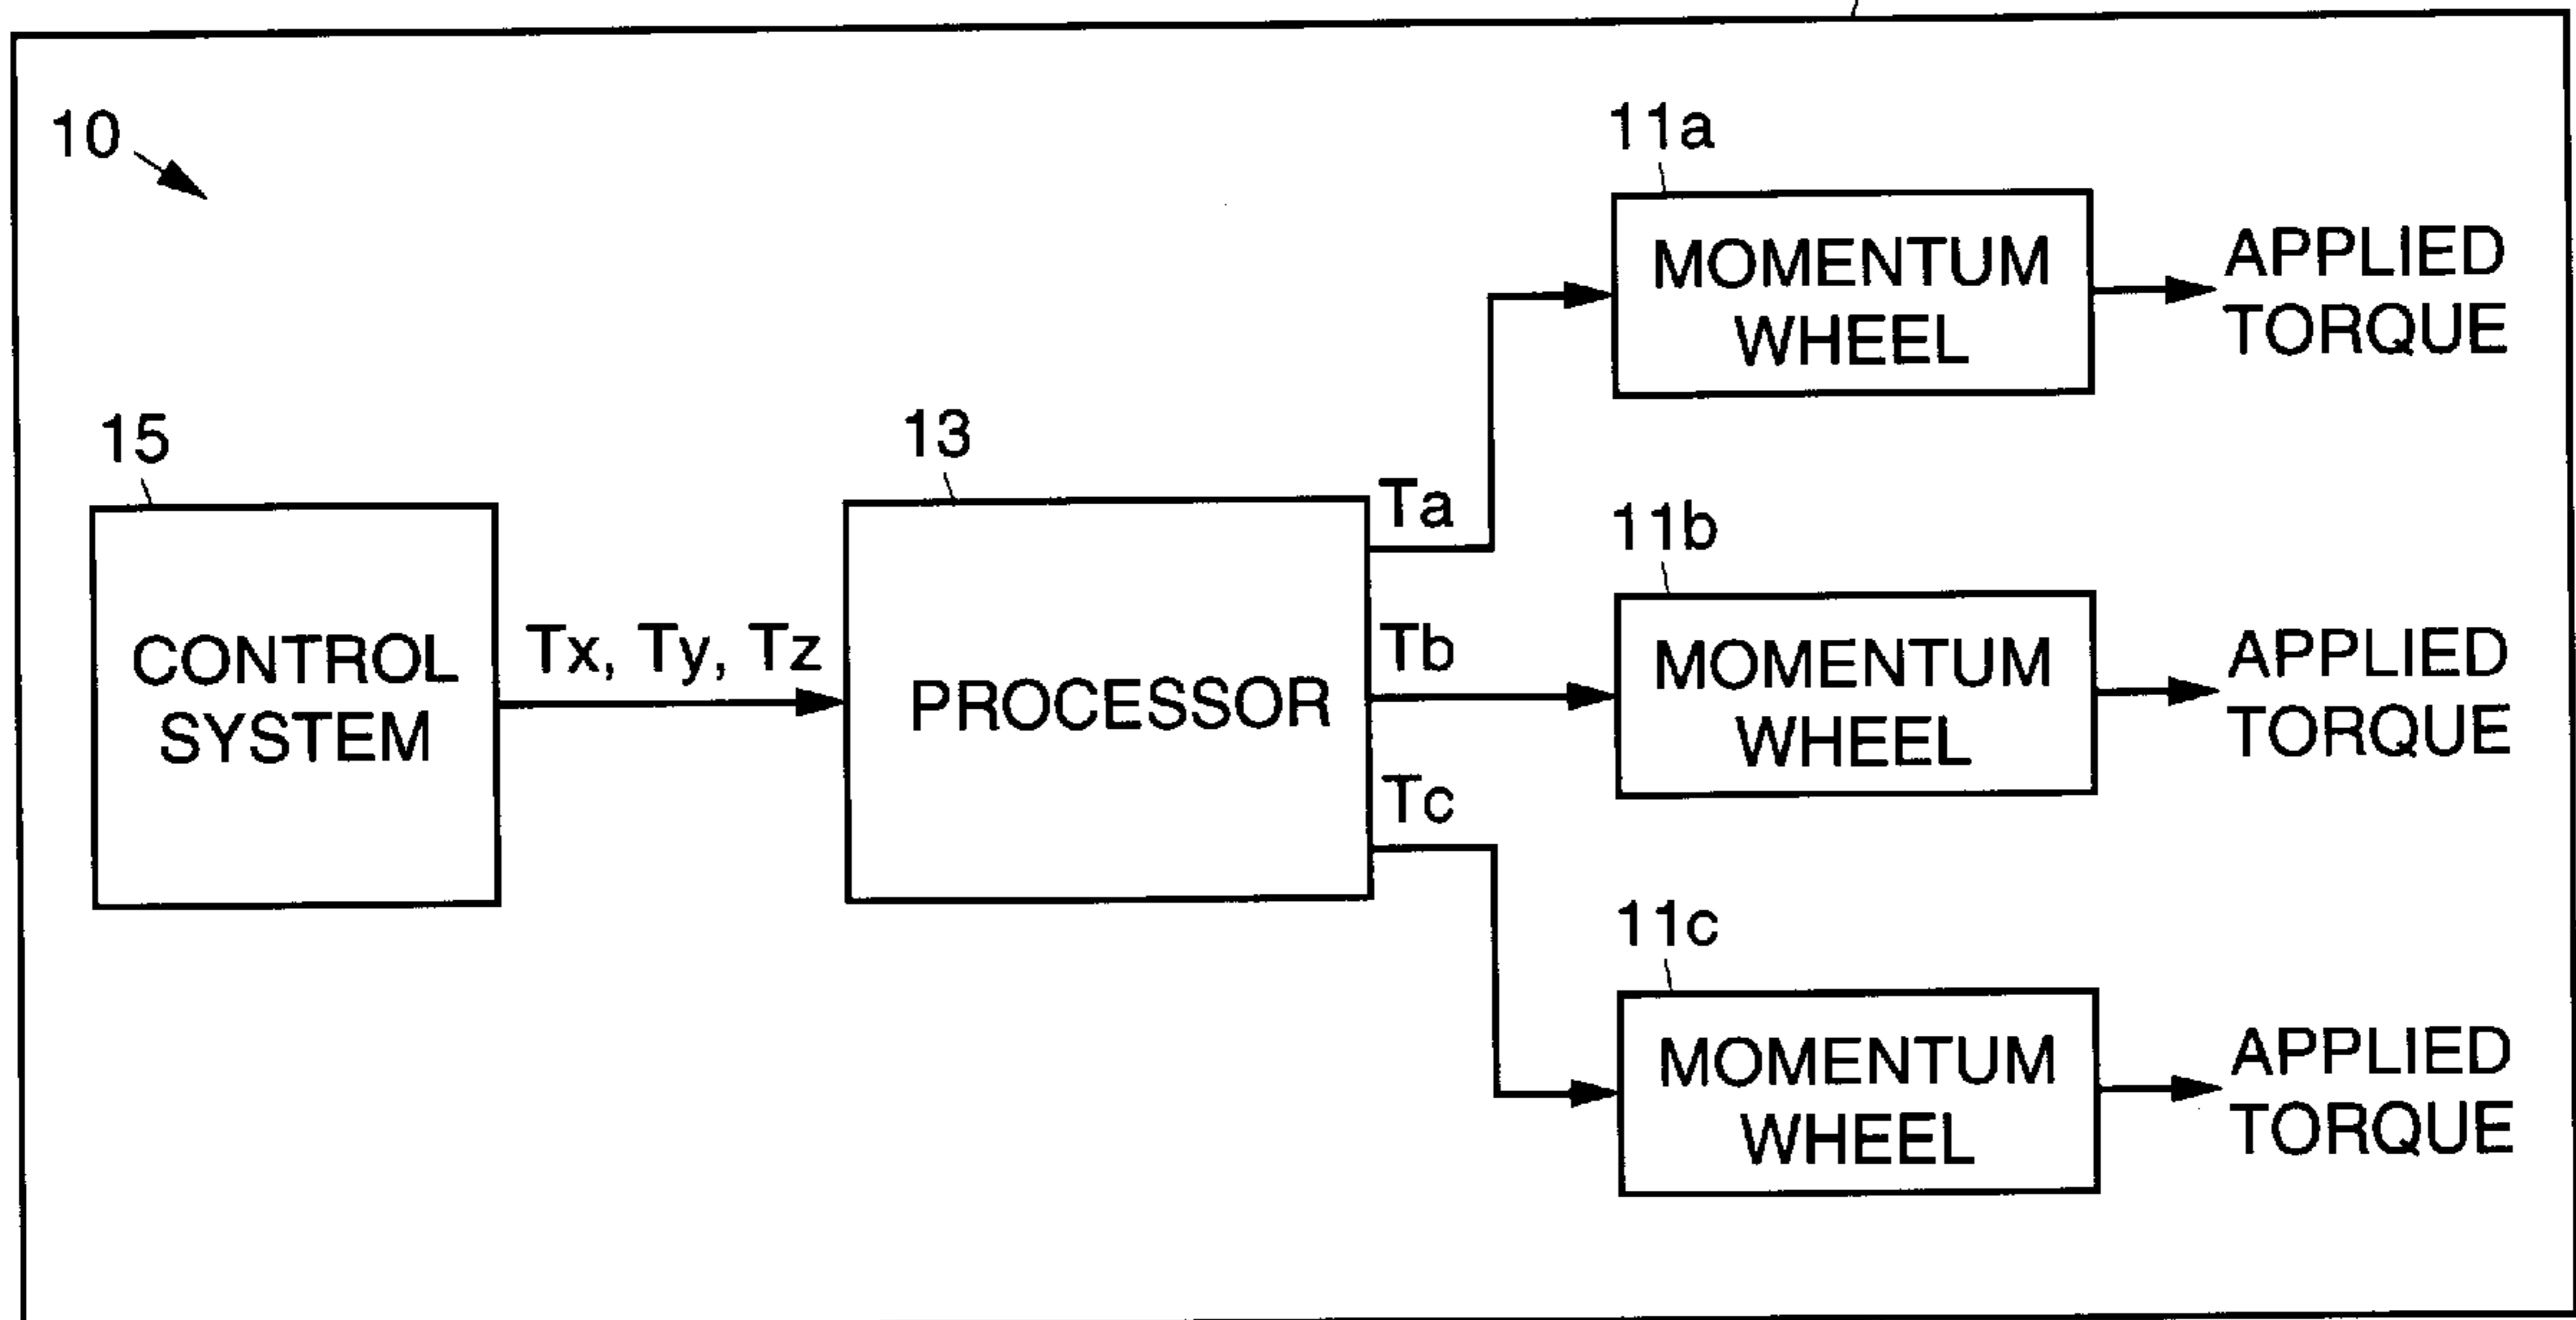 10
11a
MOMENTUM
WHEEL
APPLIED
TORQUE
15
13
Ta
11b
CONTROL
SYSTEM
Tx, Ty, Tz
PROCESSOR
Tb
MOMENTUM
WHEEL
APPLIED
TORQUE
Tc
11c
MOMENTUM
WHEEL
APPLIED
TORQUE